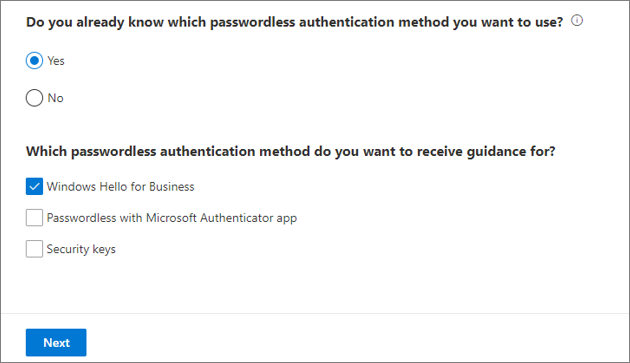 Do you already know which passwordless authentication method you want to use?
Yes
No
Which passwordless authentication method do you want to receive guidance for?
Windows Hello for Business
Passwordless with Microsoft Authenticator app
Security keys
Next